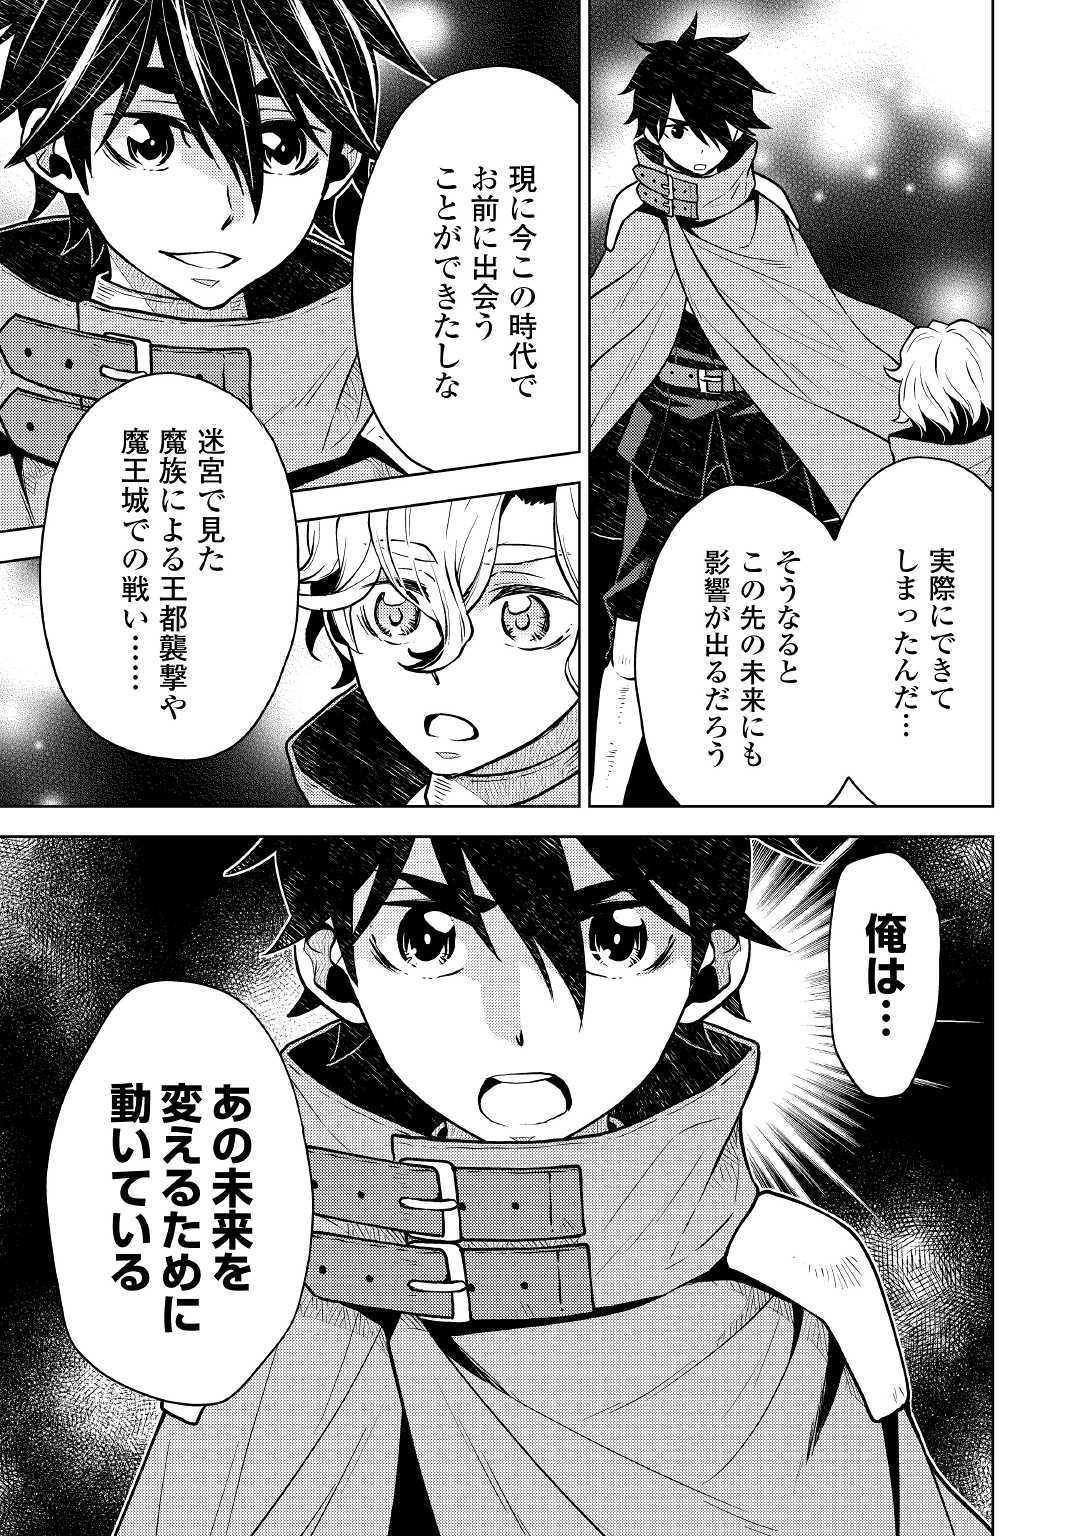 実際にできて
しまったんだ…
そうなると
この先の未来にも
影響が出るだろう
現に今この時代で
お前に出会う
ことができたしな
迷宮で見た
魔族による王都襲撃や
魔王城での戦い……
俺は…
あの未来を
変えるために
動いている